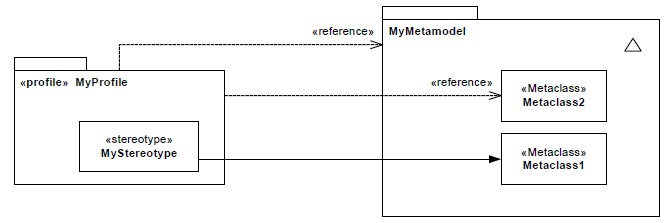 «reference»
MyMetamodel
«profile» MyProfile
«reference»
«Metaclass»
Metaclass2
«stereotype»
MyStereotype
«Metaclass»
Metaclass1